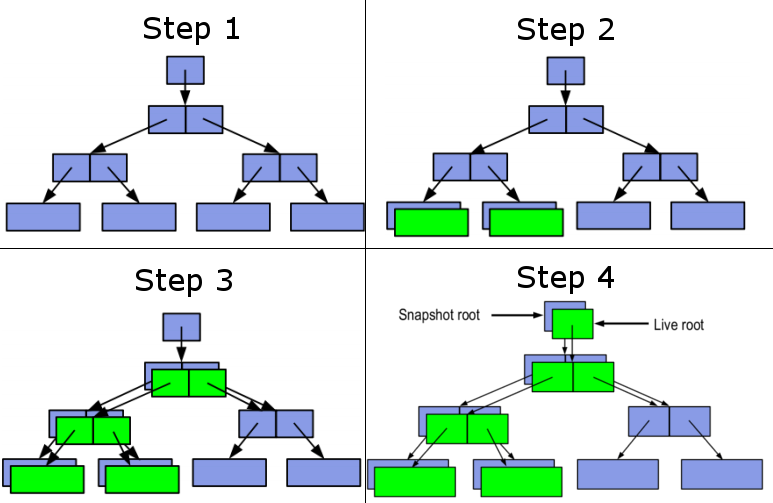 Step 1
Step 2
Step 3
Step 4
Snapshot root
Live root